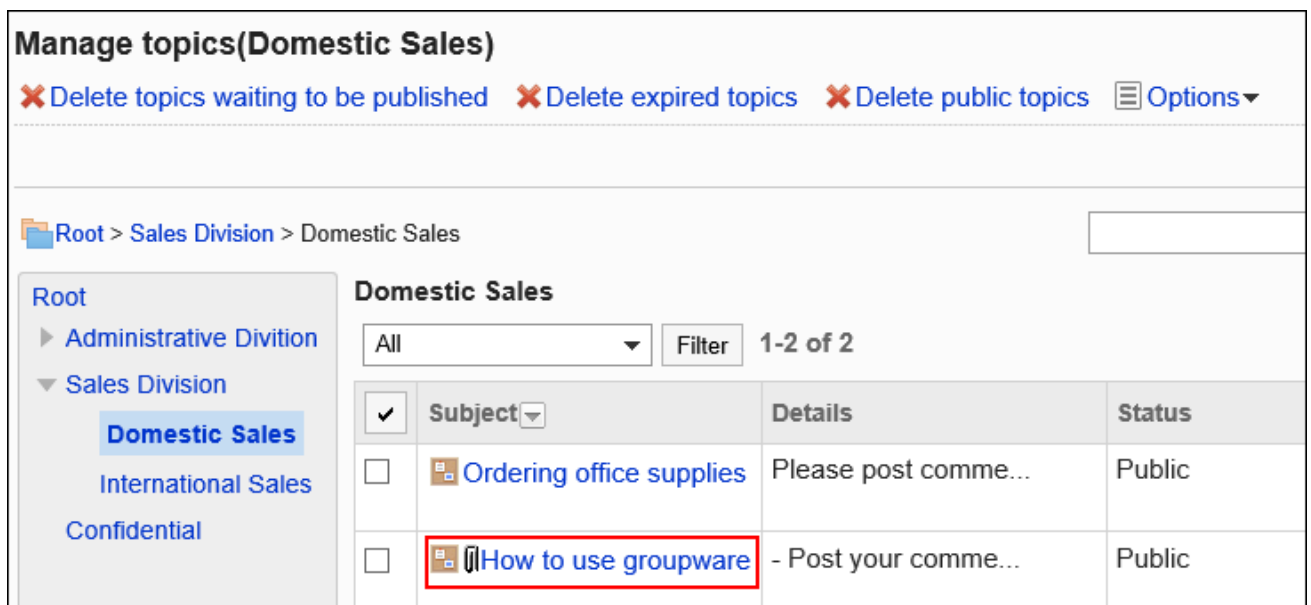 Manage topics(Domestic Sales)
Delete topics waiting to be published Delete expired topics Delete public topics Options
Root > Sales Division > Domestic Sales
Root
Administrative Divition
Sales Division
Domestic Sales
International Sales
Confidential
Domestic Sales
All Filter 1-2 of 2
Subject Details Status
Ordering office supplies Please post comme... Public
How to use groupware - Post your comme... Public